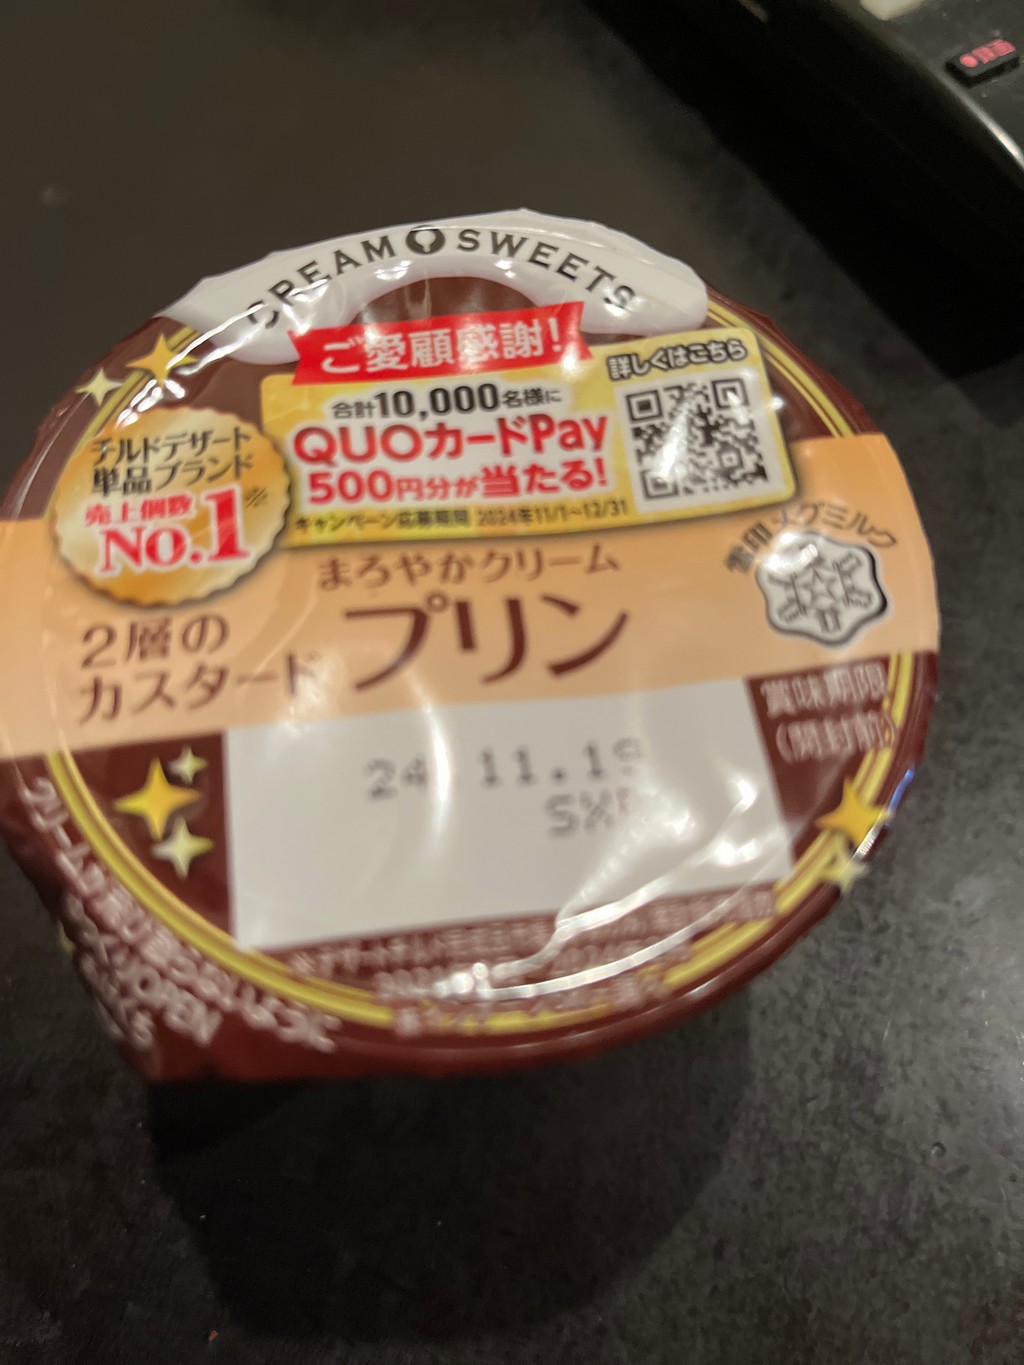 CREAM SWEETS
ご愛顧感謝!
合計10,000名様に
QUOカードPay
500円分が当たる!
キャンペーン応募期間 2024年11/1~12/31
詳しくはこちら
チルドデザート
単品ブランド
売上個数
No.1※
雪印メグミルク
まろやかクリーム
2層の
カスタード
プリン
賞味期限
(開封前)
24 11.19